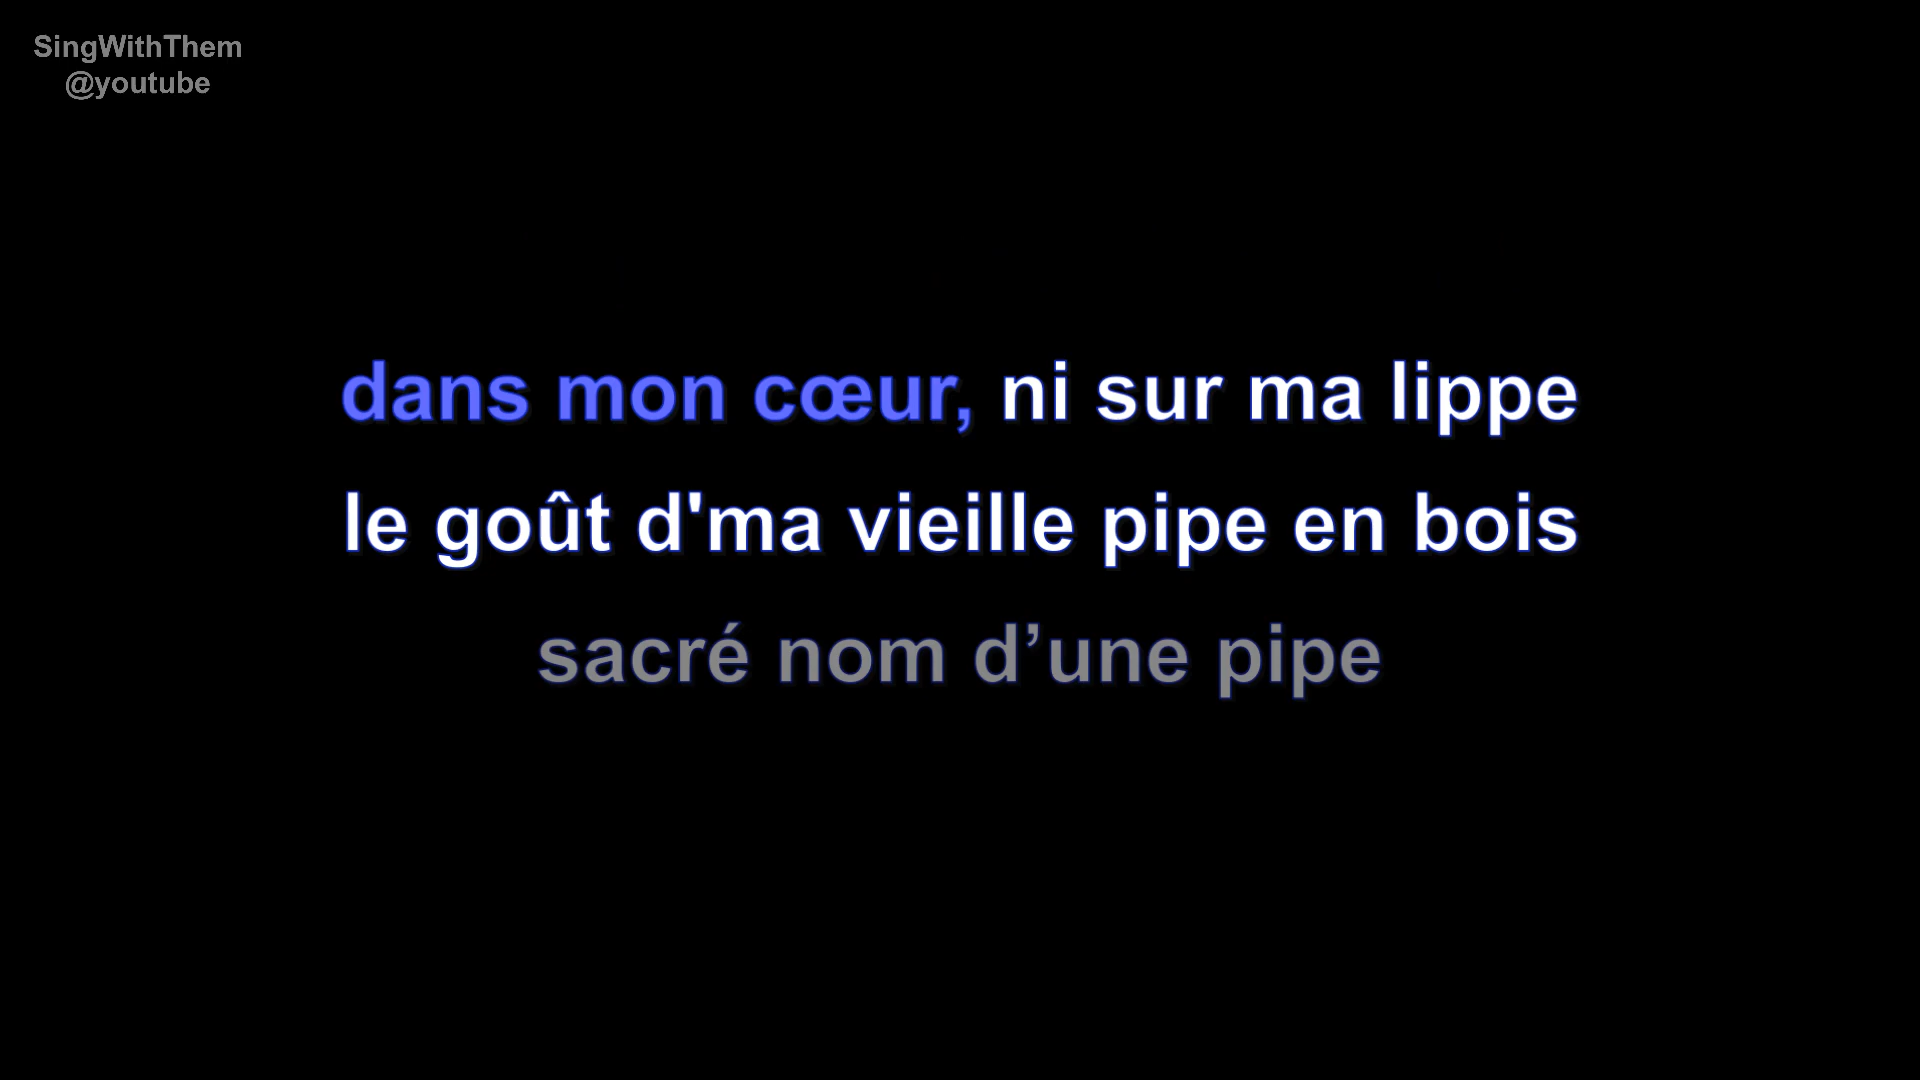 SingWithThem
@youtube
dans mon cœur, ni sur ma lippe
le goût d'ma vieille pipe en bois
sacré nom d’une pipe